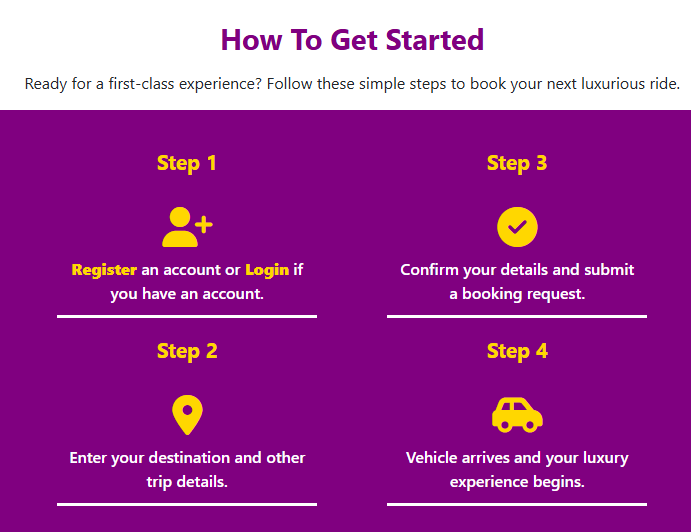 How To Get Started
Ready for a first-class experience? Follow these simple steps to book your next luxurious ride.
Step 1
Register an account or Login if
you have an account.
Step 2
Enter your destination and other
trip details.
Step 3
Confirm your details and submit
a booking request.
Step 4
Vehicle arrives and your luxury
experience begins.